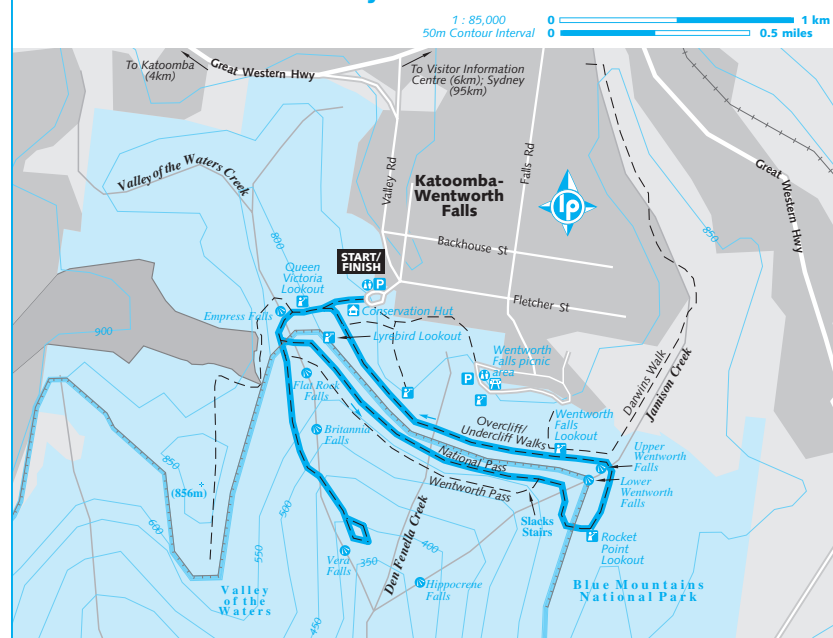 1 : 85,000
50m Contour Interval
0
1 km
0
0.5 miles
To Katoomba
(4km)
Great Western Hwy
To Visitor Information
Centre (6km); Sydney
(95km)
Valley of the Waters Creek
Valley Rd
Falls Rd
Katoomba-
Wentworth
Falls
lp
Great Western Hwy
850
800
Backhouse St
START/
FINISH
P
Queen
Victoria
Lookout
Fletcher St
Empress Falls
Conservation Hut
900
Lyrebird Lookout
Wentworth
Falls picnic
area
P
Darwins Walk
Jamison Creek
Flat Rock
Falls
Wentworth
Falls
Lookout
Overcliff/
Undercliff Walks
Britannia
Falls
National Pass
Upper
Wentworth
Falls
850
(856m)
Wentworth Pass
Lower
Wentworth
Falls
500
600
Slacks
Stairs
Rocket
Point
Lookout
550
Den Fenella Creek
400
350
Vera
Falls
Valley
of the
Waters
Hippocrene
Falls
Blue Mountains
National Park
450